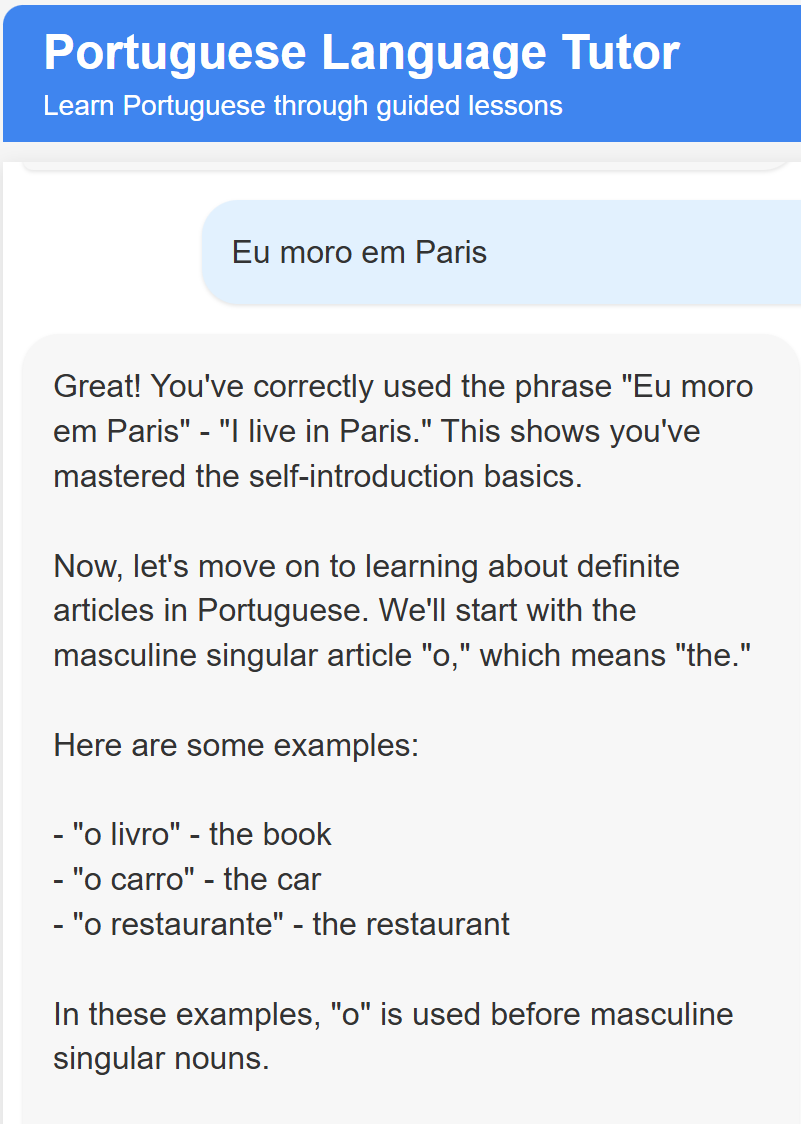 Portuguese Language Tutor
Learn Portuguese through guided lessons
Eu moro em Paris
Great! You've correctly used the phrase "Eu moro
em Paris" - "I live in Paris." This shows you've
mastered the self-introduction basics.
Now, let's move on to learning about definite
articles in Portuguese. We'll start with the
masculine singular article "o," which means "the."
Here are some examples:
- "o livro" - the book
- "o carro" - the car
- "o restaurante" - the restaurant
In these examples, "o" is used before masculine
singular nouns.